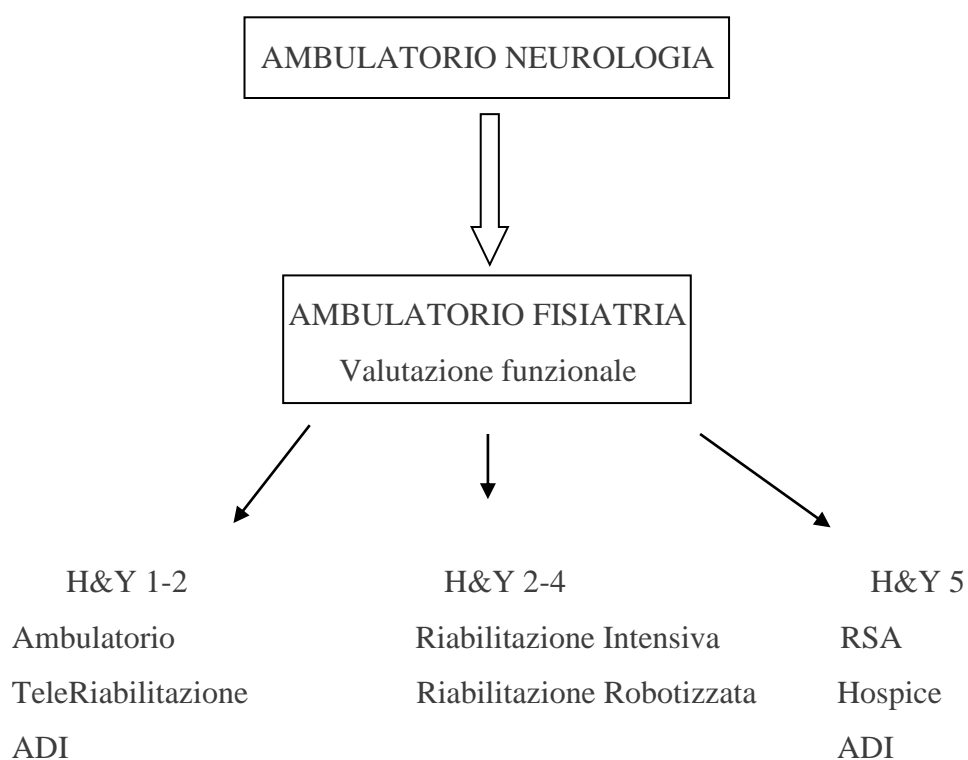 AMBULATORIO NEUROLOGIA
AMBULATORIO FISIATRIA
Valutazione funzionale
H&Y 1-2 H&Y 2-4 H&Y 5
Ambulatorio Riabilitazione Intensiva RSA
TeleRiabilitazione Riabilitazione Robotizzata Hospice
ADI ADI